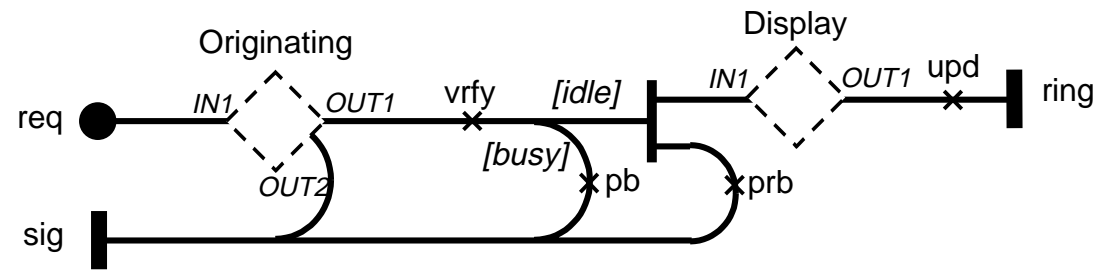 Originating
Display
req
IN1
OUT1
vrfy
[idle]
IN1
OUT1
upd
ring
[busy]
OUT2
pb
prb
sig